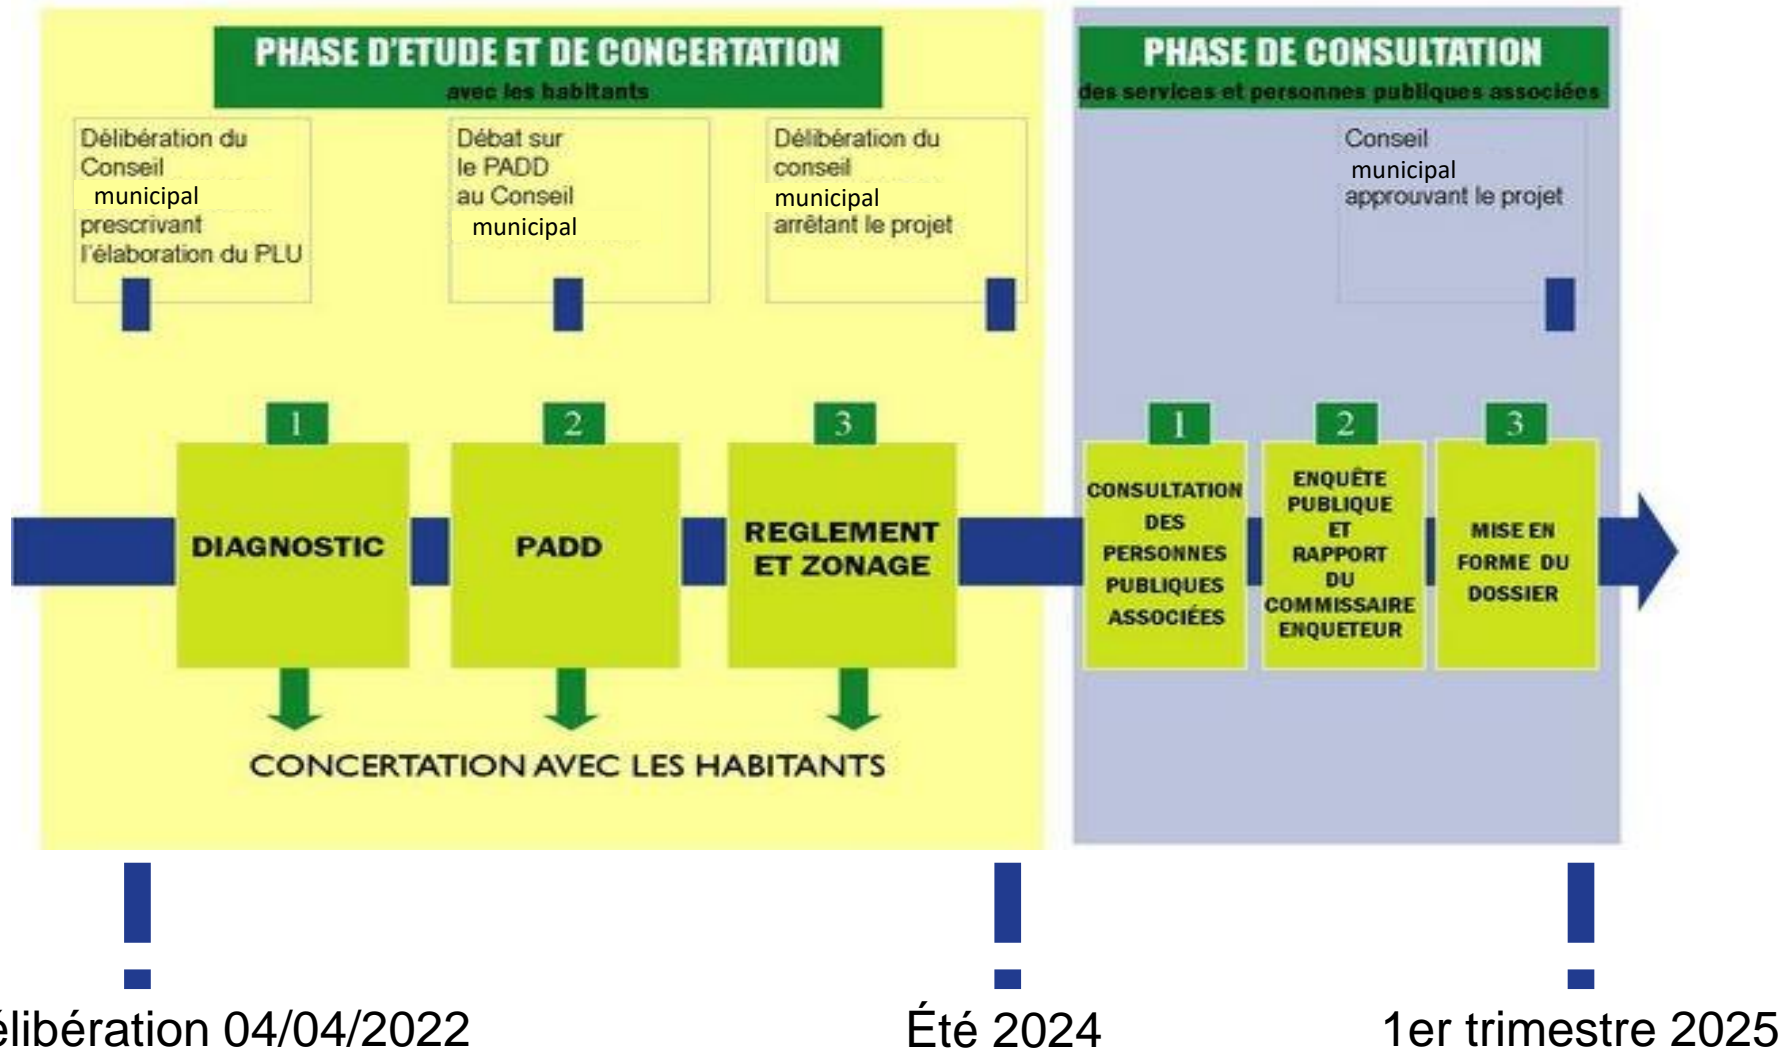 PHASE D'ETUDE ET DE CONCERTATION
avec les habitants
Délibération du
Conseil
municipal
prescrivant
l'élaboration du PLU
Débat sur
le PADD
au Conseil
municipal
Délibération du
conseil
municipal
arrêtant le projet
PHASE DE CONSULTATION
des services et personnes publiques associées
Conseil
municipal
approuvant le projet
1
DIAGNOSTIC
2
PADD
3
REGLEMENT
ET ZONAGE
1
CONSULTATION
DES
PERSONNES
PUBLIQUES
ASSOCIÉES
2
ENQUÊTE
PUBLIQUE
ET
RAPPORT
DU
COMMISSAIRE
ENQUETEUR
3
MISE EN
FORME DU
DOSSIER
CONCERTATION AVEC LES HABITANTS
élibération 04/04/2022
Été 2024
1er trimestre 2025